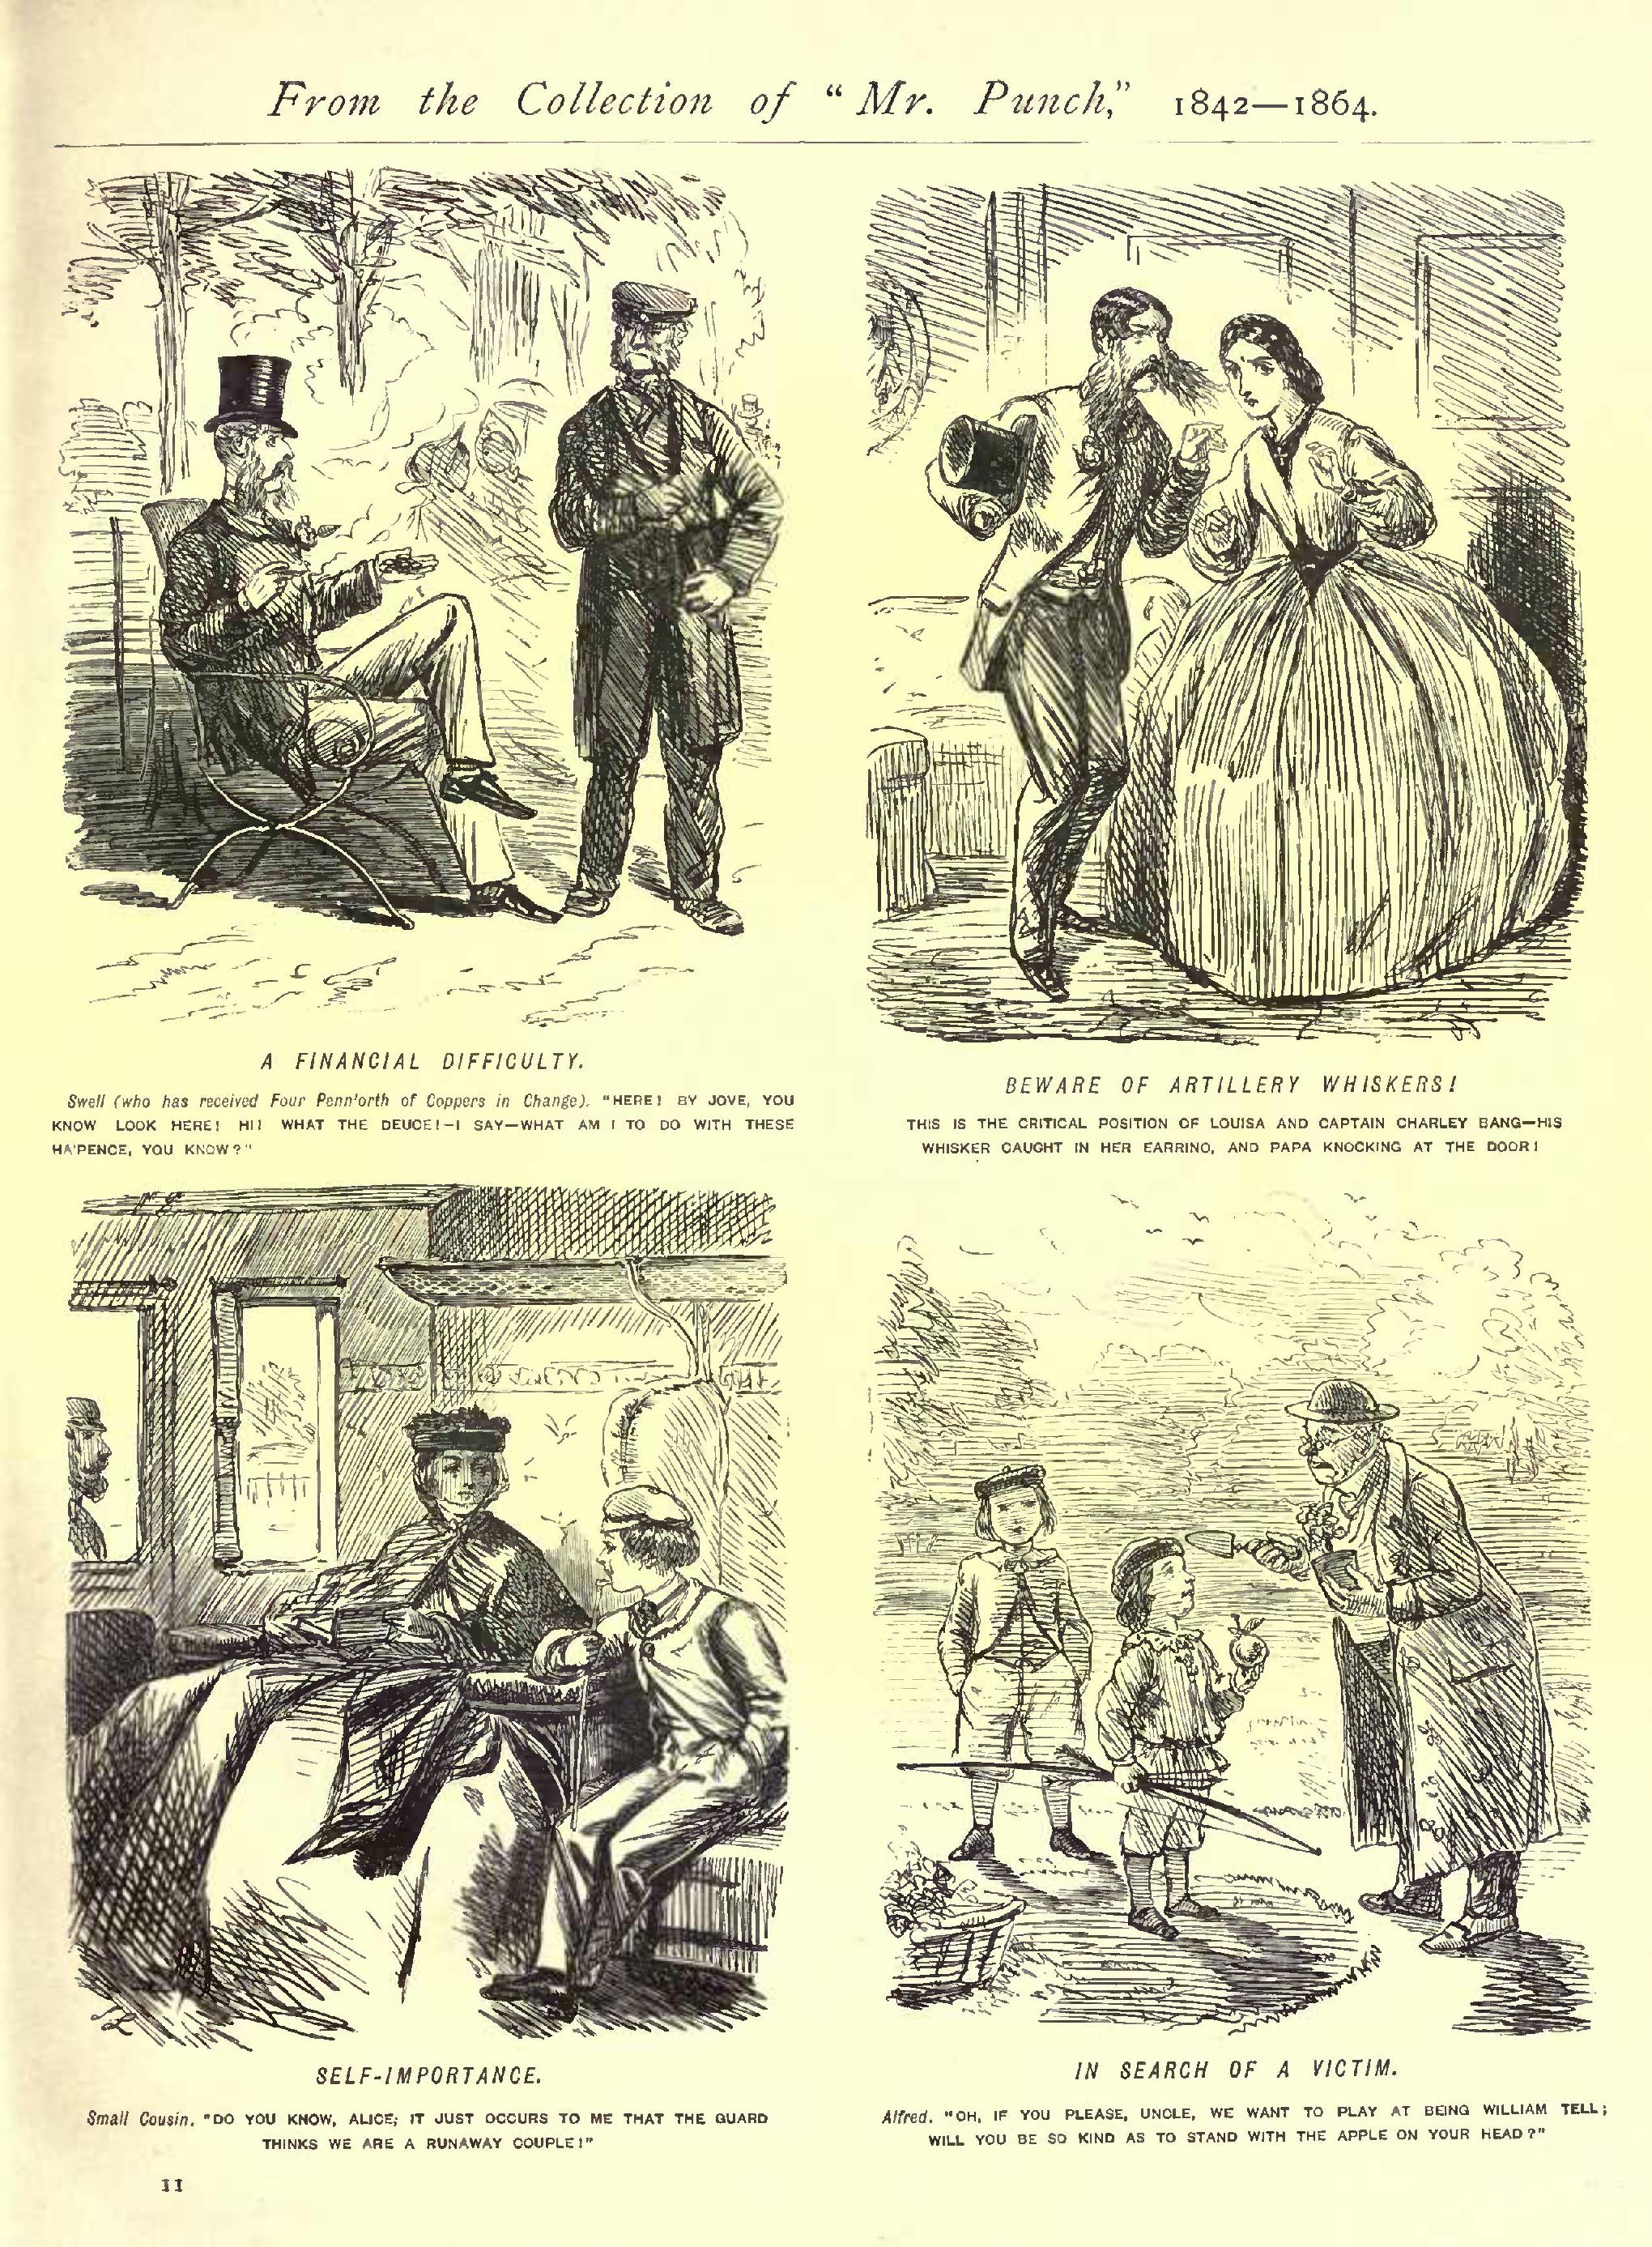 From the Collection of “Mr. Punch,” 1842—1864.
A FINANCIAL DIFFICULTY.
Swell (who has received Four Penn'orth of Coppers in Change). "HERE! BY JOVE, YOU
KNOW LOOK HERE! HI! WHAT THE DEUCE!—I SAY—WHAT AM I TO DO WITH THESE
HA'PENCE, YOU KNOW?"
BEWARE OF ARTILLERY WHISKERS!
THIS IS THE CRITICAL POSITION OF LOUISA AND CAPTAIN CHARLEY BANG—HIS
WHISKER CAUGHT IN HER EARRING, AND PAPA KNOCKING AT THE DOOR!
SELF-IMPORTANCE.
Small Cousin. "DO YOU KNOW, ALICE; IT JUST OCCURS TO ME THAT THE GUARD
THINKS WE ARE A RUNAWAY COUPLE!"
IN SEARCH OF A VICTIM.
Alfred. "OH, IF YOU PLEASE, UNCLE, WE WANT TO PLAY AT BEING WILLIAM TELL;
WILL YOU BE SO KIND AS TO STAND WITH THE APPLE ON YOUR HEAD?"
11